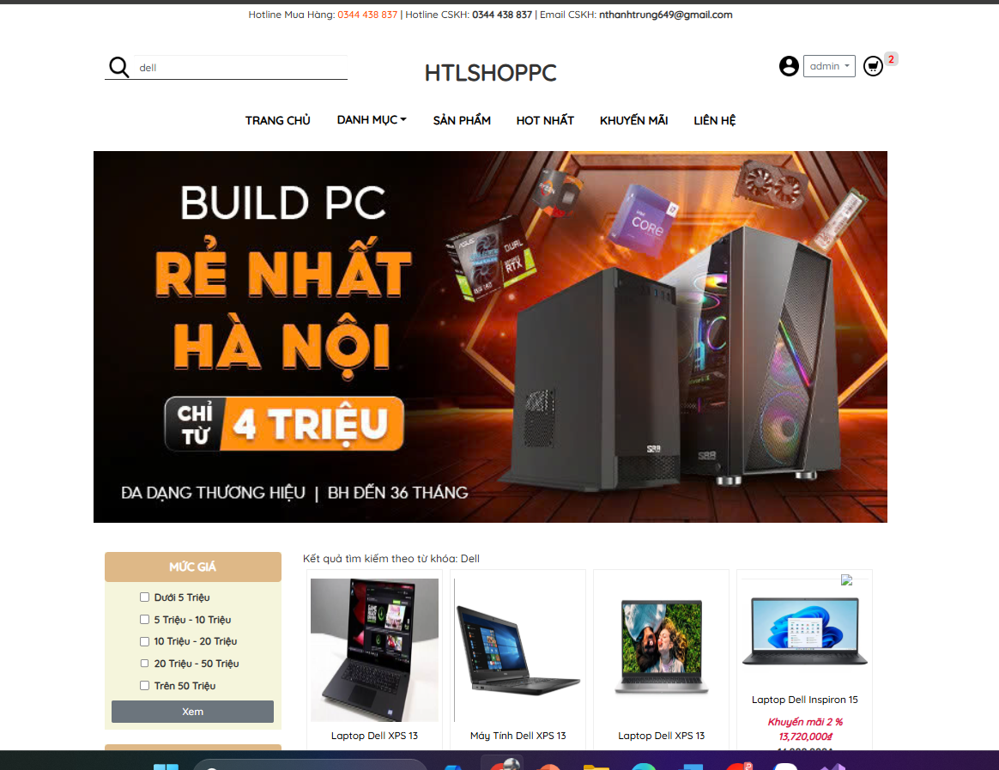 Hotline Mua Hàng: 0344 438 837 | Hotline CSKH: 0344 438 837 | Email CSKH: nthanhtrung649@gmail.com
dell
HTLSHOPPC
admin
2
TRANG CHỦ DANH MỤC SẢN PHẨM HOT NHẤT KHUYẾN MÃI LIÊN HỆ
BUILD PC
RẺ NHẤT
HÀ NỘI
CHỈ TỪ 4 TRIỆU
ĐA DẠNG THƯƠNG HIỆU | BH ĐẾN 36 THÁNG
ASUS
DUAL
RTX
intel
CORE
i7
MỨC GIÁ
Dưới 5 Triệu
5 Triệu - 10 Triệu
10 Triệu - 20 Triệu
20 Triệu - 50 Triệu
Trên 50 Triệu
Xem
Kết quả tìm kiếm theo từ khóa: Dell
Laptop Dell XPS 13
Máy Tính Dell XPS 13
Laptop Dell XPS 13
Laptop Dell Inspiron 15
Khuyến mãi 2 %
13,720,000₫